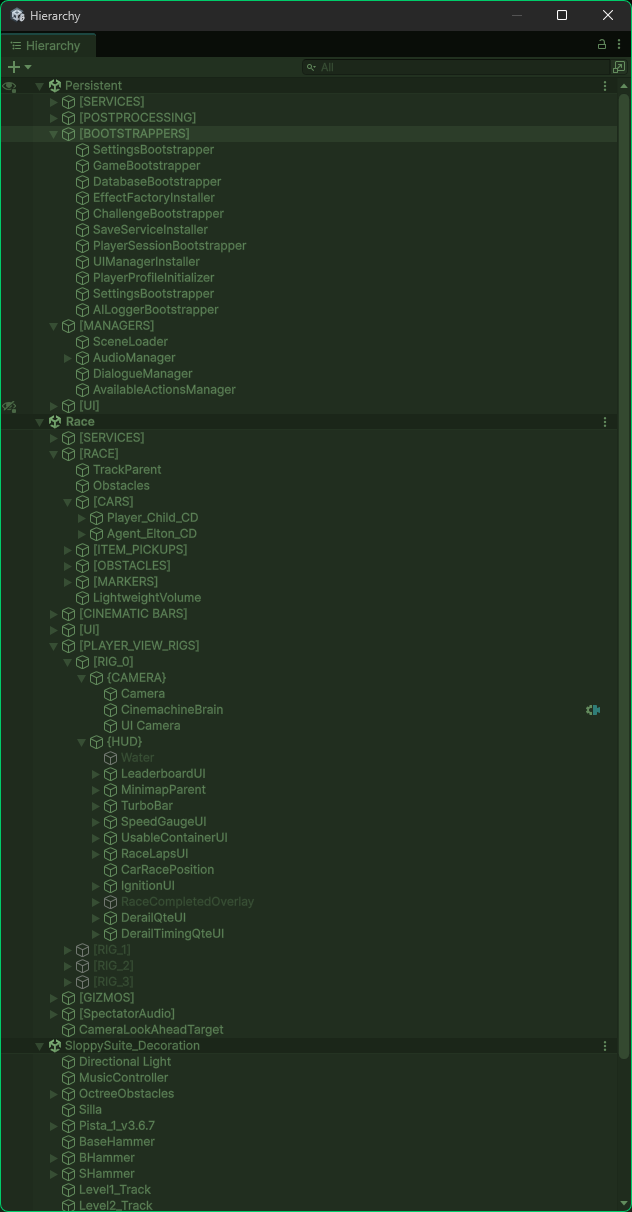 Hierarchy
Hierarchy
All
Persistent
[SERVICES]
[POSTPROCESSING]
[BOOTSTRAPPERS]
SettingsBootstrapper
GameBootstrapper
DatabaseBootstrapper
EffectFactoryInstaller
ChallengeBootstrapper
SaveServiceInstaller
PlayerSessionBootstrapper
UIManagerInstaller
PlayerProfileInitializer
SettingsBootstrapper
AILoggerBootstrapper
[MANAGERS]
SceneLoader
AudioManager
DialogueManager
AvailableActionsManager
[UI]
Race
[SERVICES]
[RACE]
TrackParent
Obstacles
[CARS]
Player_Child_CD
Agent_Elton_CD
[ITEM_PICKUPS]
[OBSTACLES]
[MARKERS]
LightweightVolume
[CINEMATIC BARS]
[UI]
[PLAYER_VIEW_RIGS]
[RIG_0]
{CAMERA}
Camera
CinemachineBrain
UI Camera
{HUD}
Water
LeaderboardUI
MinimapParent
TurboBar
SpeedGaugeUI
UsableContainerUI
RaceLapsUI
CarRacePosition
IgnitionUI
RaceCompletedOverlay
DerailQteUI
DerailTimingQteUI
[RIG_1]
[RIG_2]
[RIG_3]
[GIZMOS]
[SpectatorAudio]
CameraLookAheadTarget
SloppySuite_Decoration
Directional Light
MusicController
OctreeObstacles
Silla
Pista_1_v3.6.7
BaseHammer
BHammer
SHammer
Level1_Track
Level2_Track